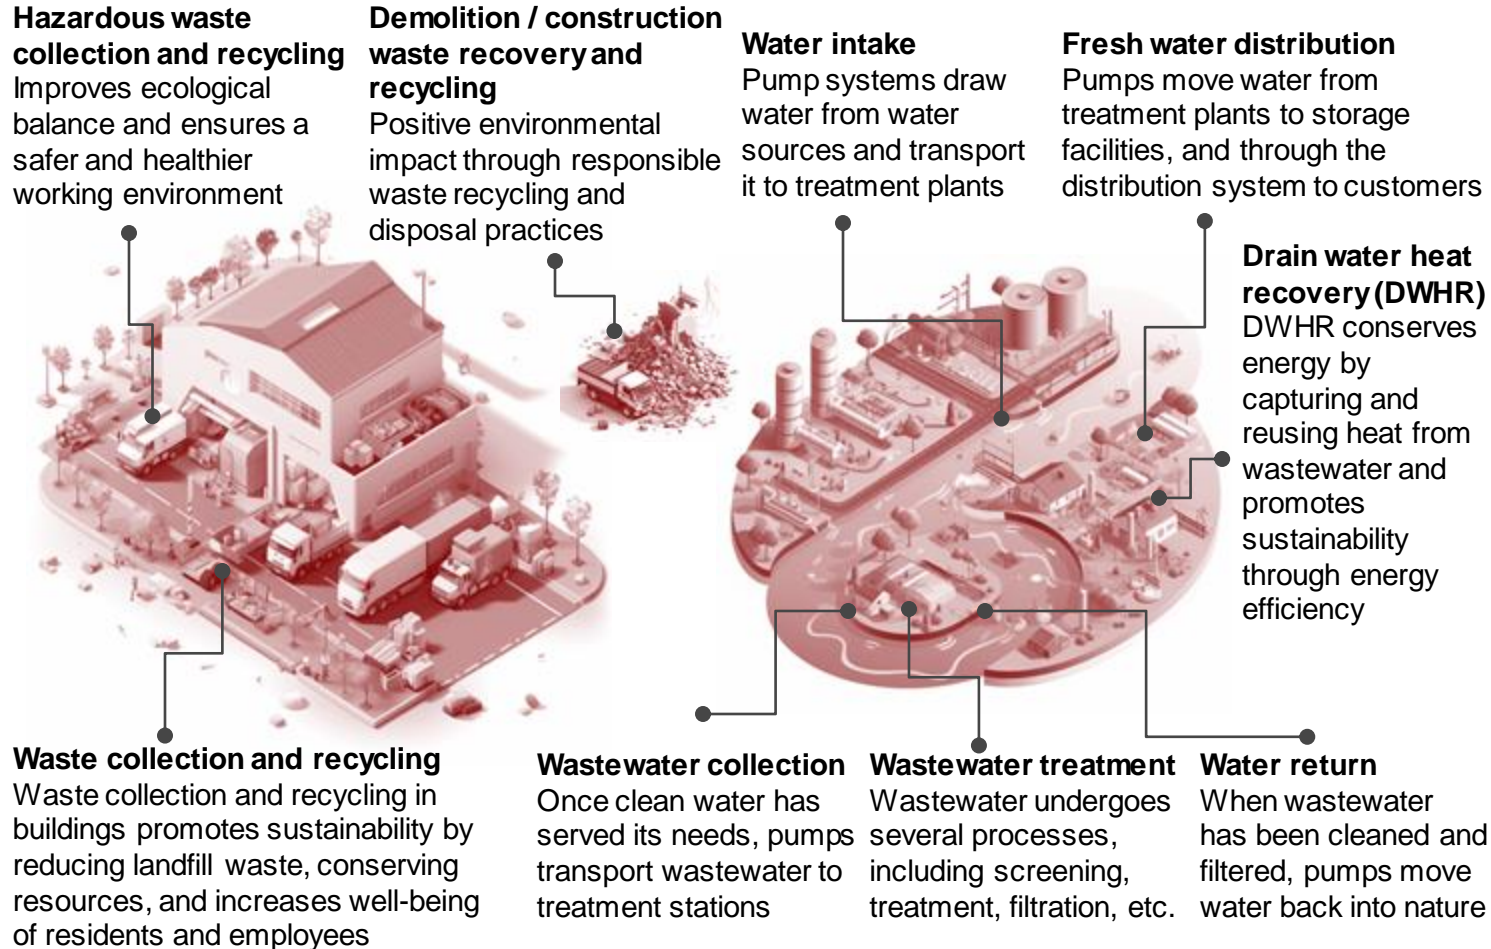 Hazardous waste
collection and recycling
Improves ecological
balance and ensures a
safer and healthier
working environment
Demolition / construction
waste recovery and
recycling
Positive environmental
impact through responsible
waste recycling and
disposal practices
Water intake
Pump systems draw
water from water
sources and transport
it to treatment plants
Fresh water distribution
Pumps move water from
treatment plants to storage
facilities, and through the
distribution system to customers
Drain water heat
recovery (DWHR)
DWHR conserves
energy by
capturing and
reusing heat from
wastewater and
promotes
sustainability
through energy
efficiency
Waste collection and recycling
Waste collection and recycling in
buildings promotes sustainability by
reducing landfill waste, conserving
resources, and increases well-being
of residents and employees
Wastewater collection
Once clean water has
served its needs, pumps
transport wastewater to
treatment stations
Wastewater treatment
Wastewater undergoes
several processes,
including screening,
treatment, filtration, etc.
Water return
When wastewater
has been cleaned and
filtered, pumps move
water back into nature